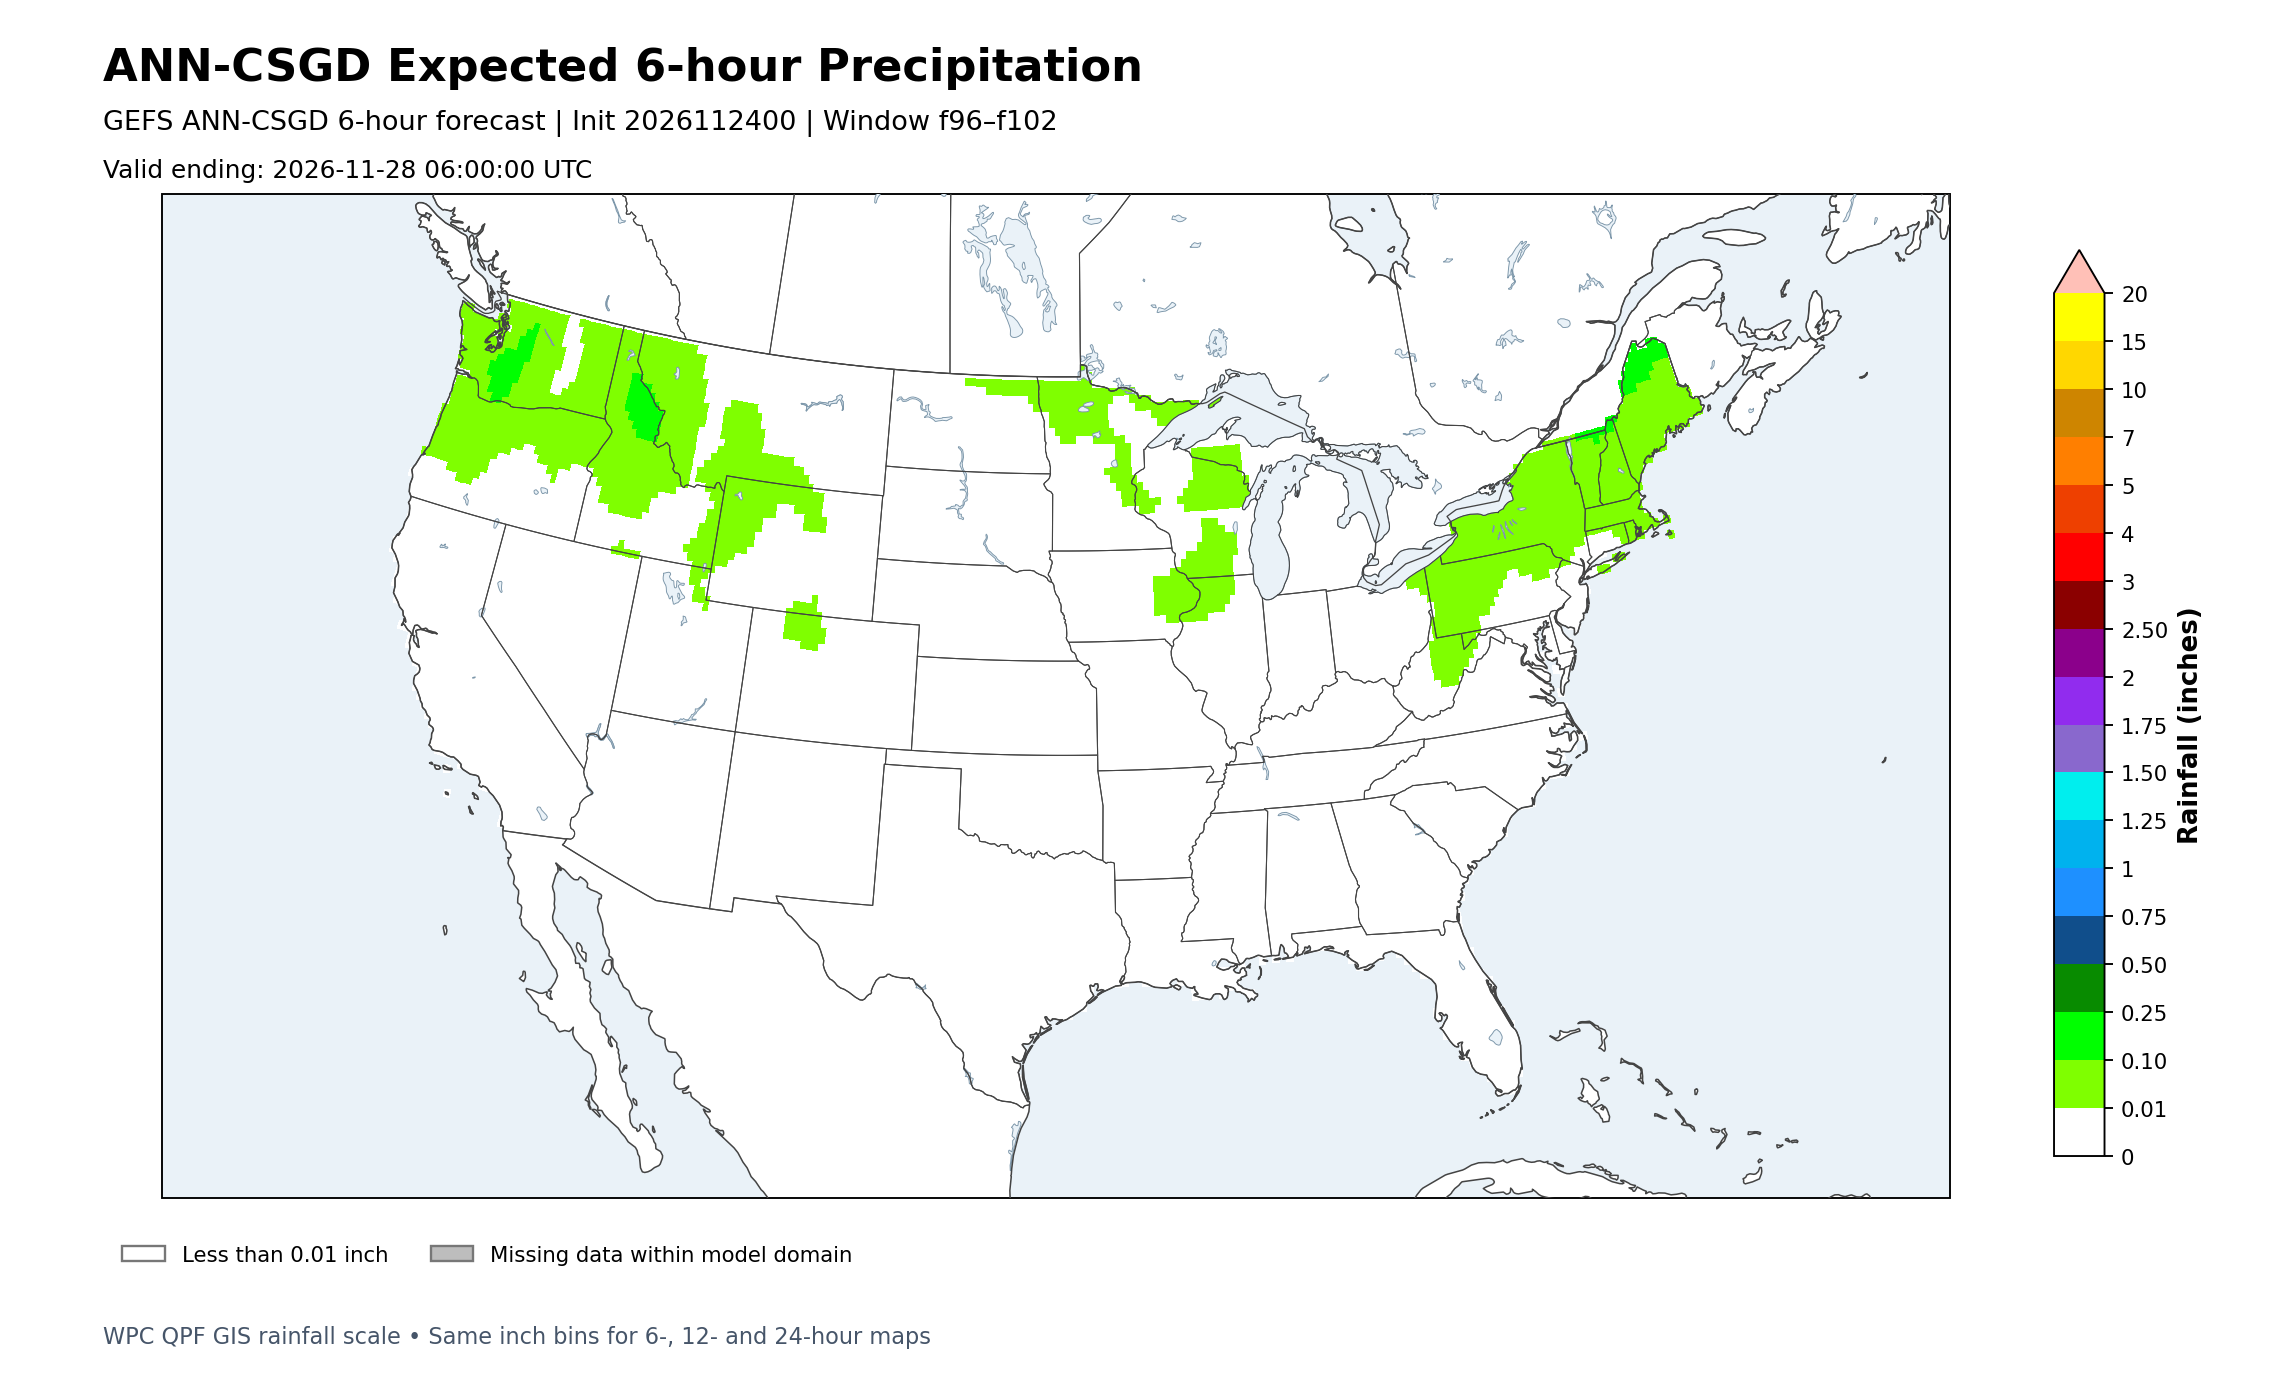 ANN-CSGD Expected 6-hour Precipitation
GEFS ANN-CSGD 6-hour forecast | Init 2026112400 | Window f96–f102
Valid ending: 2026-11-28 06:00:00 UTC
20
15
10
7
5
4
3
2.50
2
1.75
1.50
1.25
1
0.75
0.50
0.25
0.10
0.01
0
Rainfall (inches)
Less than 0.01 inch
Missing data within model domain
WPC QPF GIS rainfall scale • Same inch bins for 6-, 12- and 24-hour maps